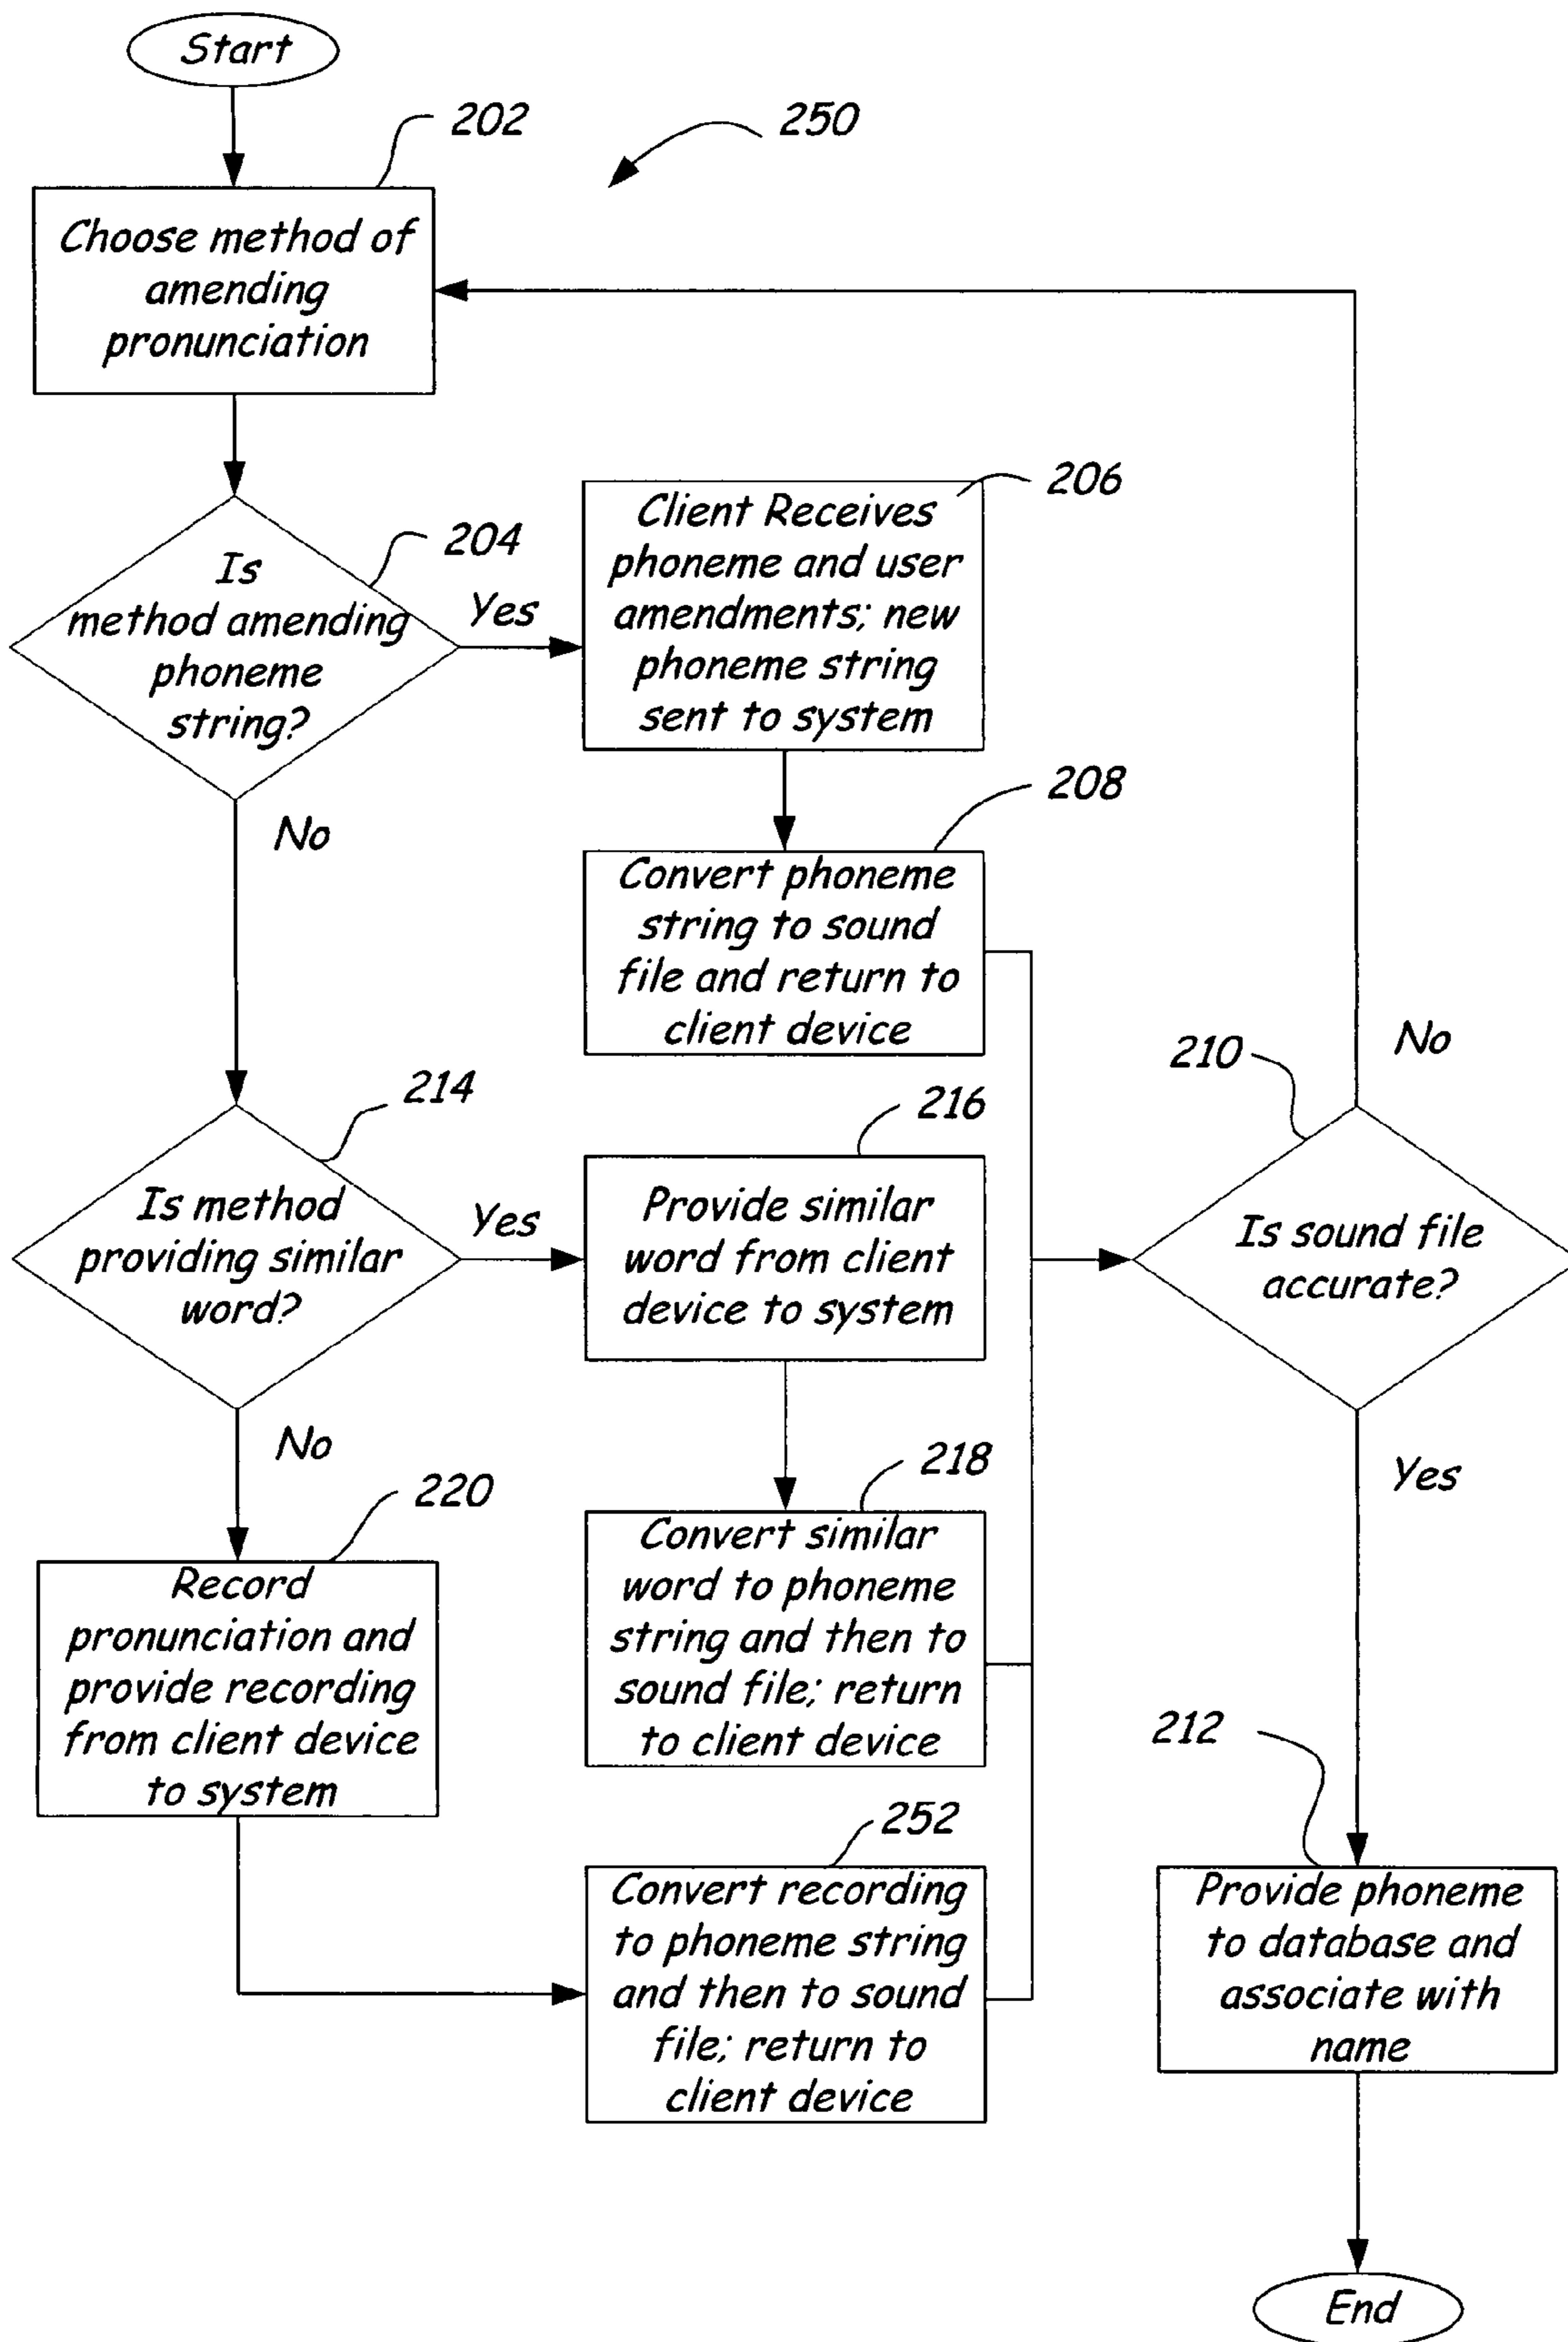 Start
202
250
Choose method of
amending
pronunciation
204
Is
method amending
phoneme
string?
Yes
No
206
Client Receives
phoneme and user
amendments; new
phoneme string
sent to system
208
Convert phoneme
string to sound
file and return to
client device
210
No
Is sound file
accurate?
Yes
214
Is method
providing similar
word?
Yes
No
216
Provide similar
word from client
device to system
218
Convert similar
word to phoneme
string and then to
sound file; return
to client device
220
Record
pronunciation and
provide recording
from client device
to system
252
Convert recording
to phoneme string
and then to sound
file; return to
client device
212
Provide phoneme
to database and
associate with
name
End